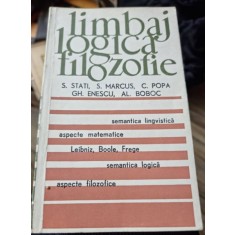 limbaj
logică
filozofie
S. STATI, S. MARCUS, C. POPA
GH. ENESCU, AL. BOBOC
semantica lingvistică
aspecte matematice
Leibniz, Boole, Frege
semantica logică
aspecte filozofice